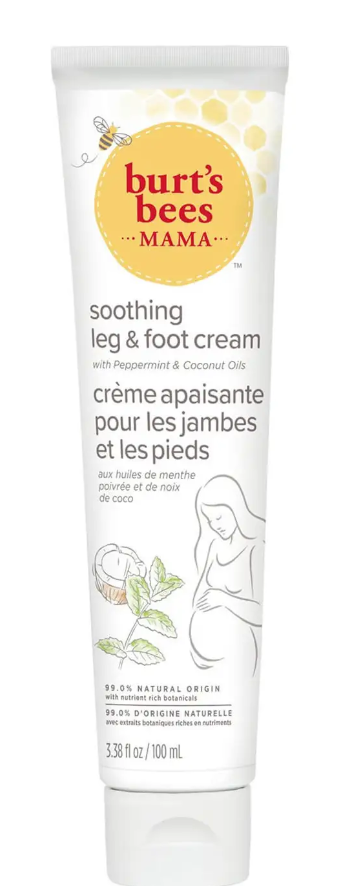 burt's
bees
MAMA
TM
soothing
leg & foot cream
with Peppermint & Coconut Oils
crème apaisante
pour les jambes
et les pieds
aux huiles de menthe
poivrée et de noix
de coco
99.0% NATURAL ORIGIN
with nutrient rich botanicals
99.0% D'ORIGINE NATURELLE
avec extraits botaniques riches en nutriments
3.38 fl oz / 100 mL